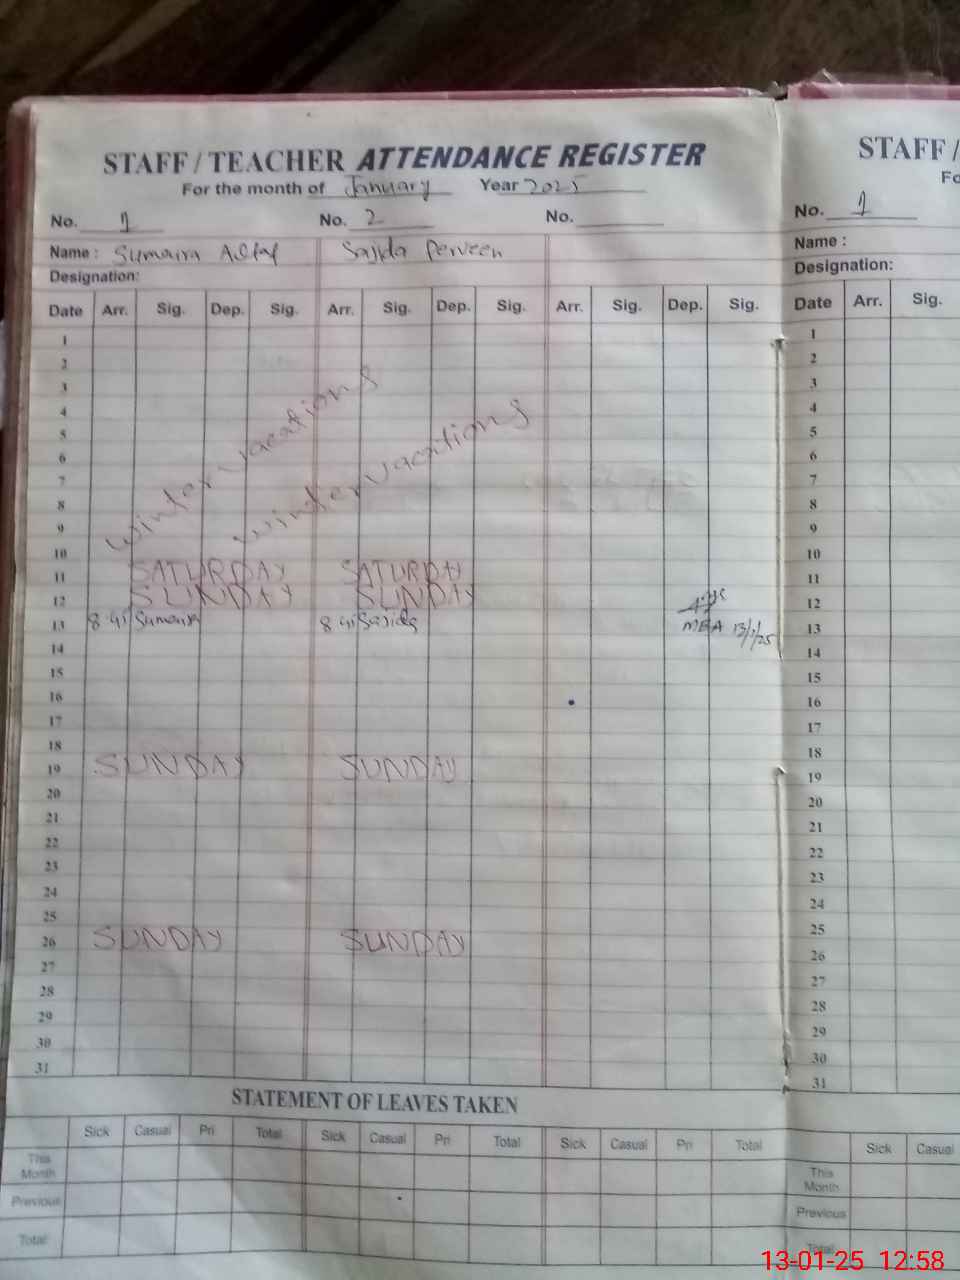 STAFF / TEACHER ATTENDANCE REGISTER
For the month of January Year 2025
No. 1 No. 2 No.
Name : Sumaira Altaf Sajida Perveen
Designation:
Date Arr. Sig. Dep. Sig. Arr. Sig. Dep. Sig. Arr. Sig. Dep. Sig.
1
2
3
4
5
6
7
8
9
winter vacations winter vacations
10
11 SATURDAY SATURDAY
12 SUNDAY SUNDAY
13 8:45 Sumaira 8:45 Sajida MEA 13/1/25
14
15
16
17
18
19 SUNDAY SUNDAY
20
21
22
23
24
25
26 SUNDAY SUNDAY
27
28
29
30
31
STATEMENT OF LEAVES TAKEN
Sick Casual Pri Total Sick Casual Pri Total Sick Casual Pri Total
This Month
Previous
Total
STAFF /
No. 1
Name :
Designation:
Date Arr. Sig.
1
2
3
4
5
6
7
8
9
10
11
12
13
14
15
16
17
18
19
20
21
22
23
24
25
26
27
28
29
30
31
Sick Casual
This Month
Previous
Total
13-01-25 12:58